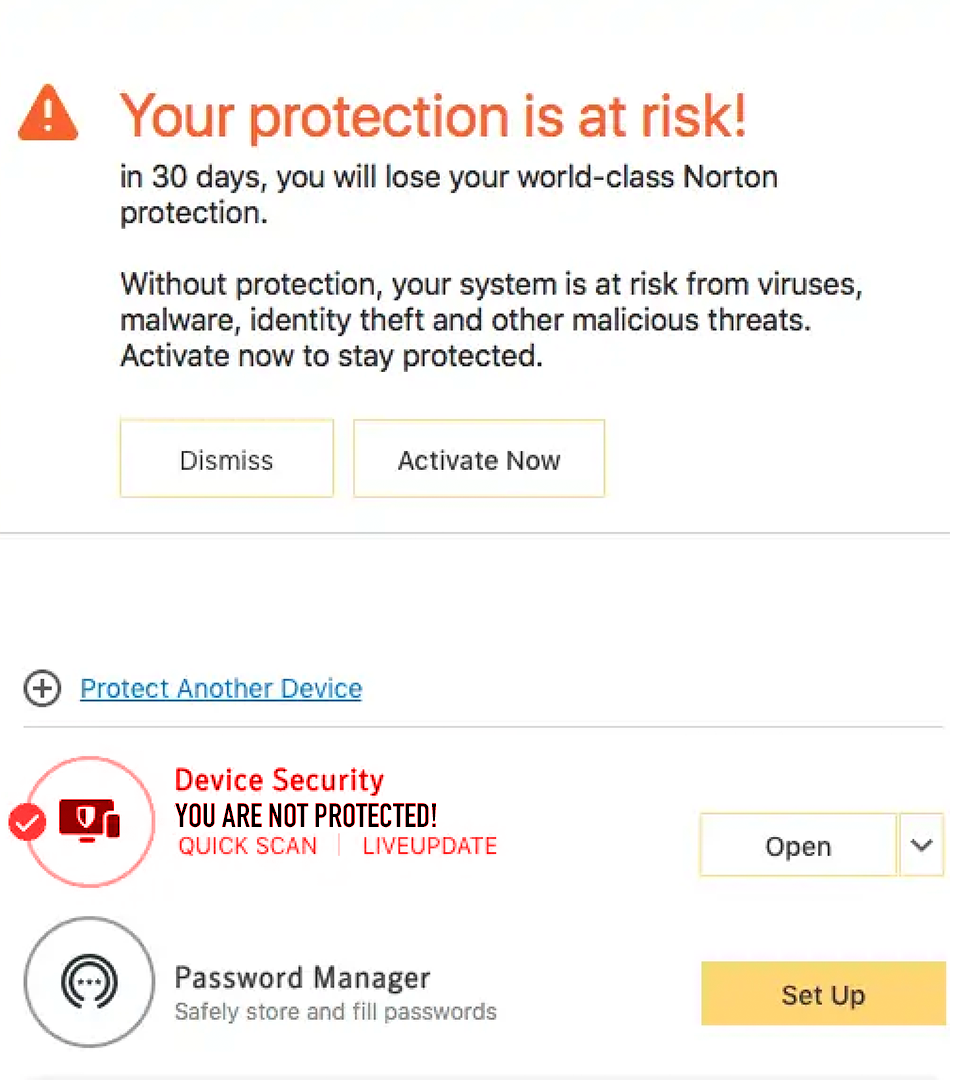 Your protection is at risk!
in 30 days, you will lose your world-class Norton
protection.
Without protection, your system is at risk from viruses,
malware, identity theft and other malicious threats.
Activate now to stay protected.
Dismiss
Activate Now
Protect Another Device
Device Security
YOU ARE NOT PROTECTED!
QUICK SCAN | LIVEUPDATE
Open
Password Manager
Safely store and fill passwords
Set Up